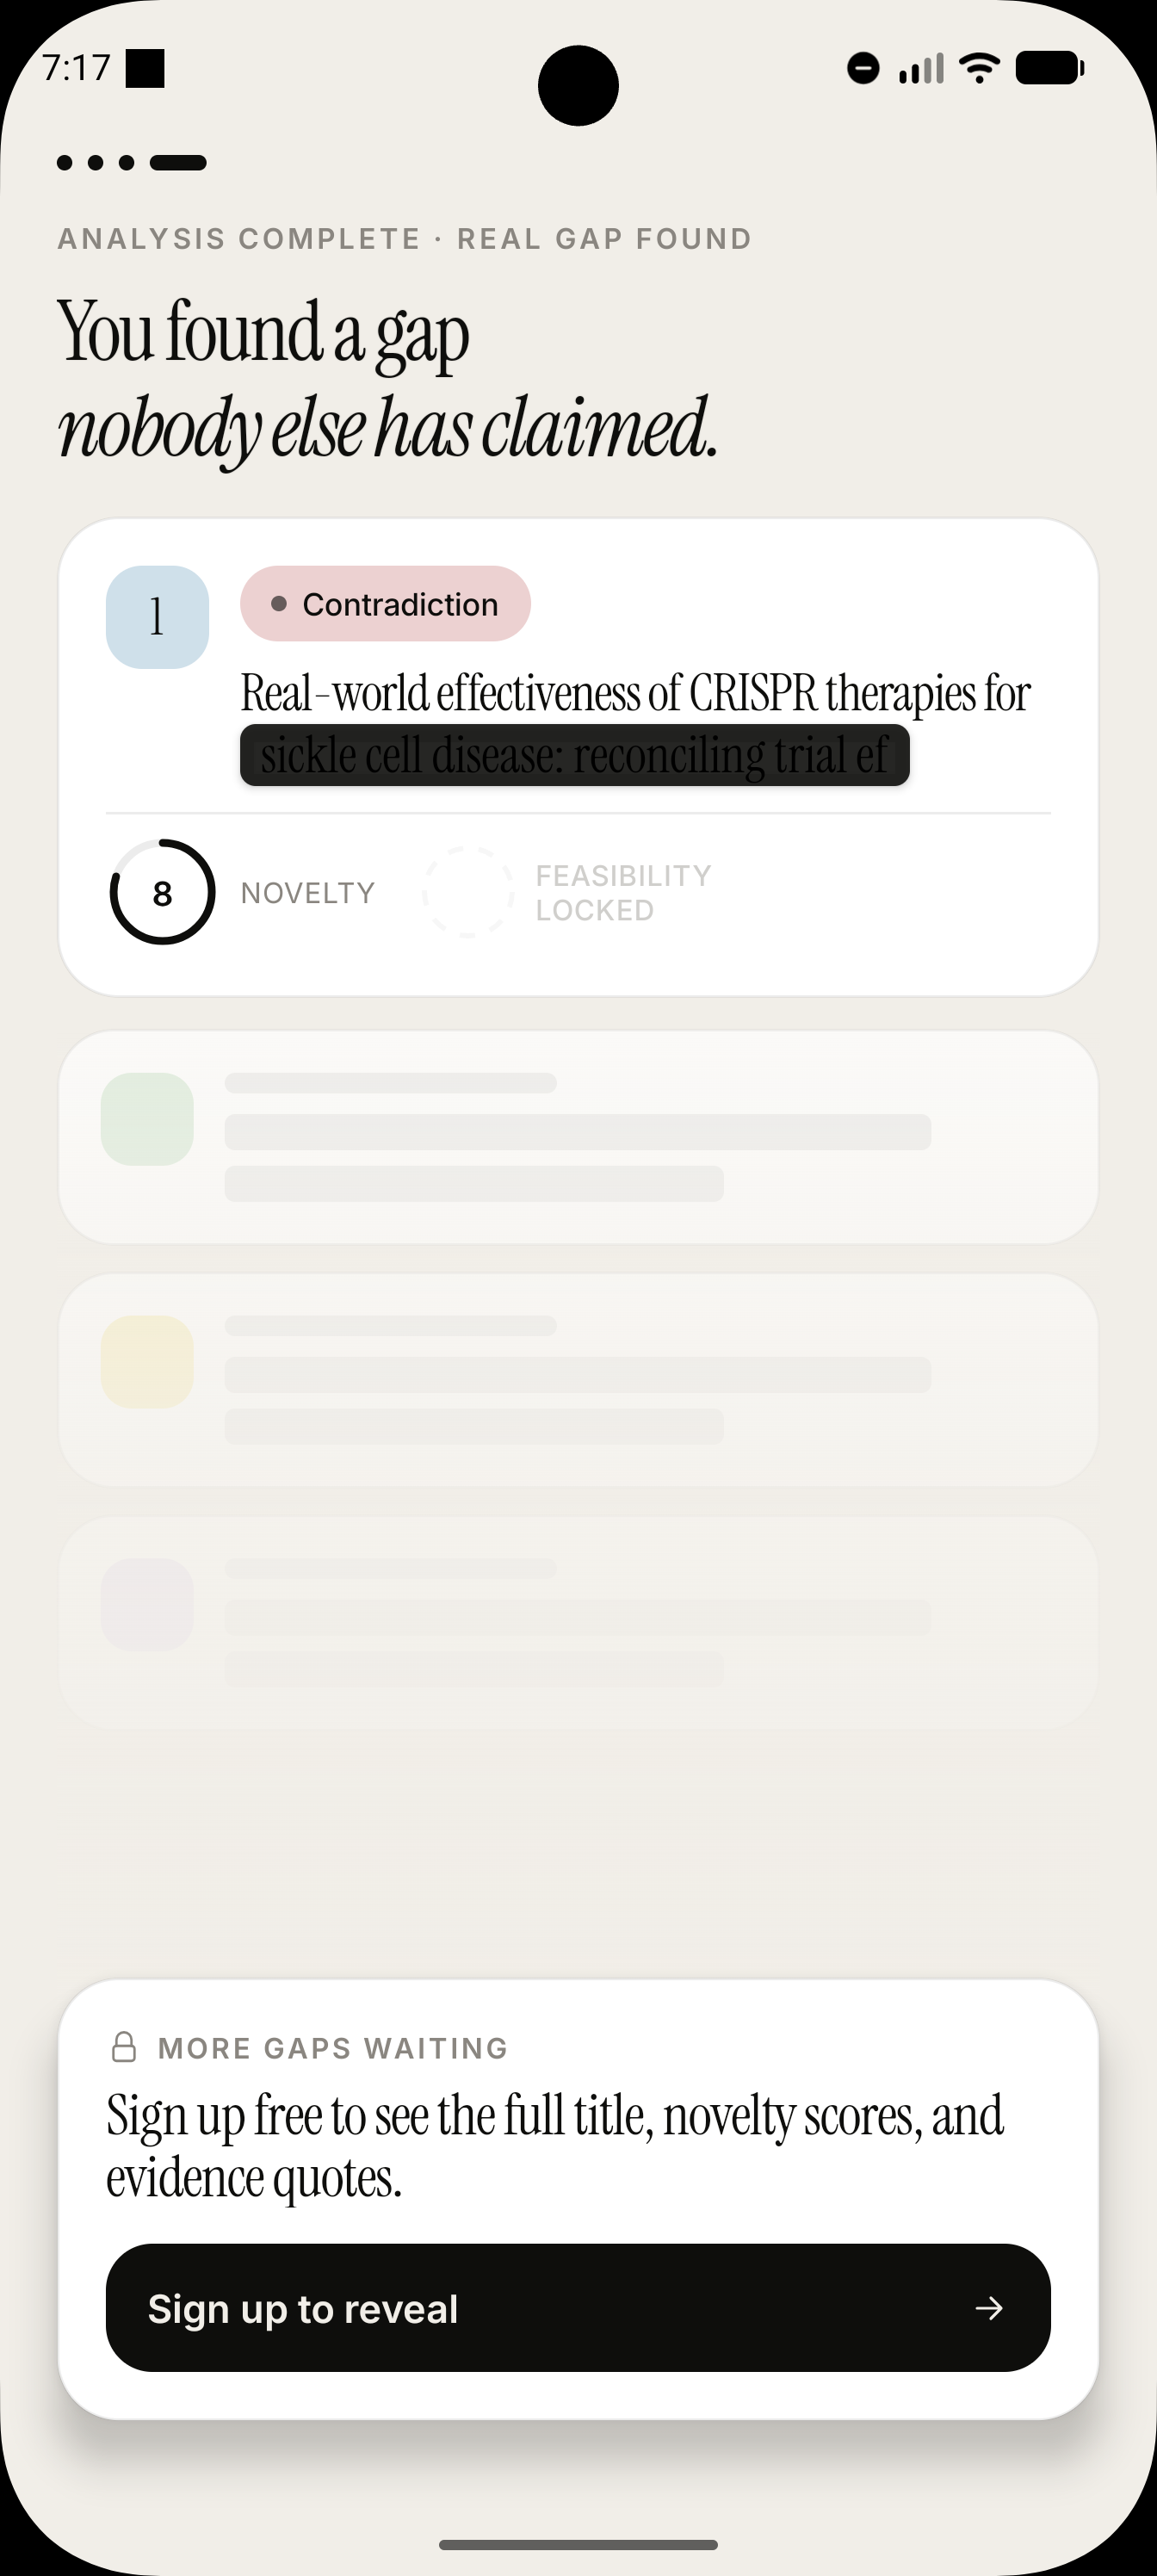 7:17
ANALYSIS COMPLETE · REAL GAP FOUND
You found a gap
nobody else has claimed.
1
Contradiction
Real-world effectiveness of CRISPR therapies for
sickle cell disease: reconciling trial ef
8
NOVELTY
FEASIBILITY
LOCKED
MORE GAPS WAITING
Sign up free to see the full title, novelty scores, and
evidence quotes.
Sign up to reveal